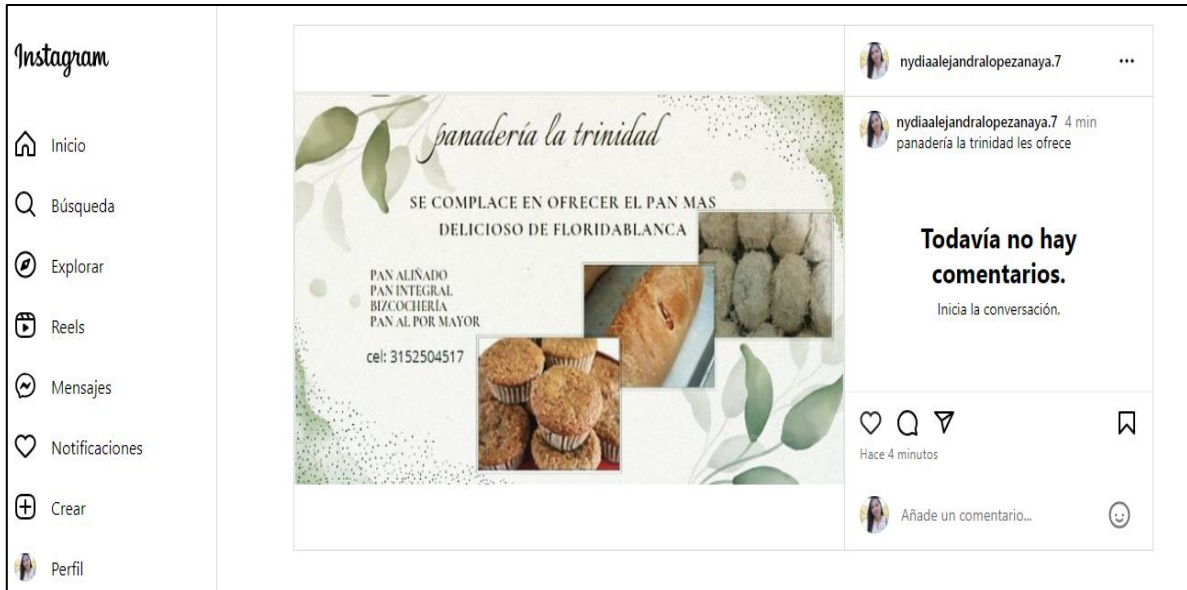 Instagram
Inicio
Búsqueda
Explorar
Reels
Mensajes
Notificaciones
Crear
Perfil
panadería la trinidad
SE COMPLACE EN OFRECER EL PAN MAS
DELICIOSO DE FLORIDABLANCA
PAN ALIÑADO
PAN INTEGRAL
BIZCOCHERIA
PAN AL POR MAYOR
cel: 3152504517
nydiaalejandralopezanaya.7
nydiaalejandralopezanaya.7 4 min
panadería la trinidad les ofrece
Todavía no hay
comentarios.
Inicia la conversación.
Hace 4 minutos
Añade un comentario...